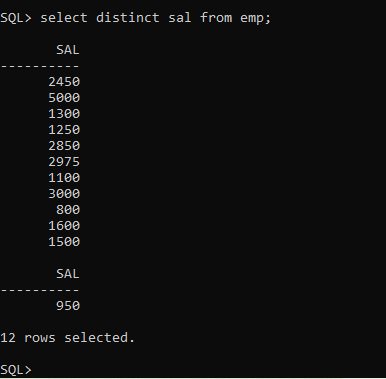 SQL> select distinct sal from emp;
SAL
----------
2450
5000
1300
1250
2850
2975
1100
3000
800
1600
1500
SAL
----------
950
12 rows selected.
SQL>